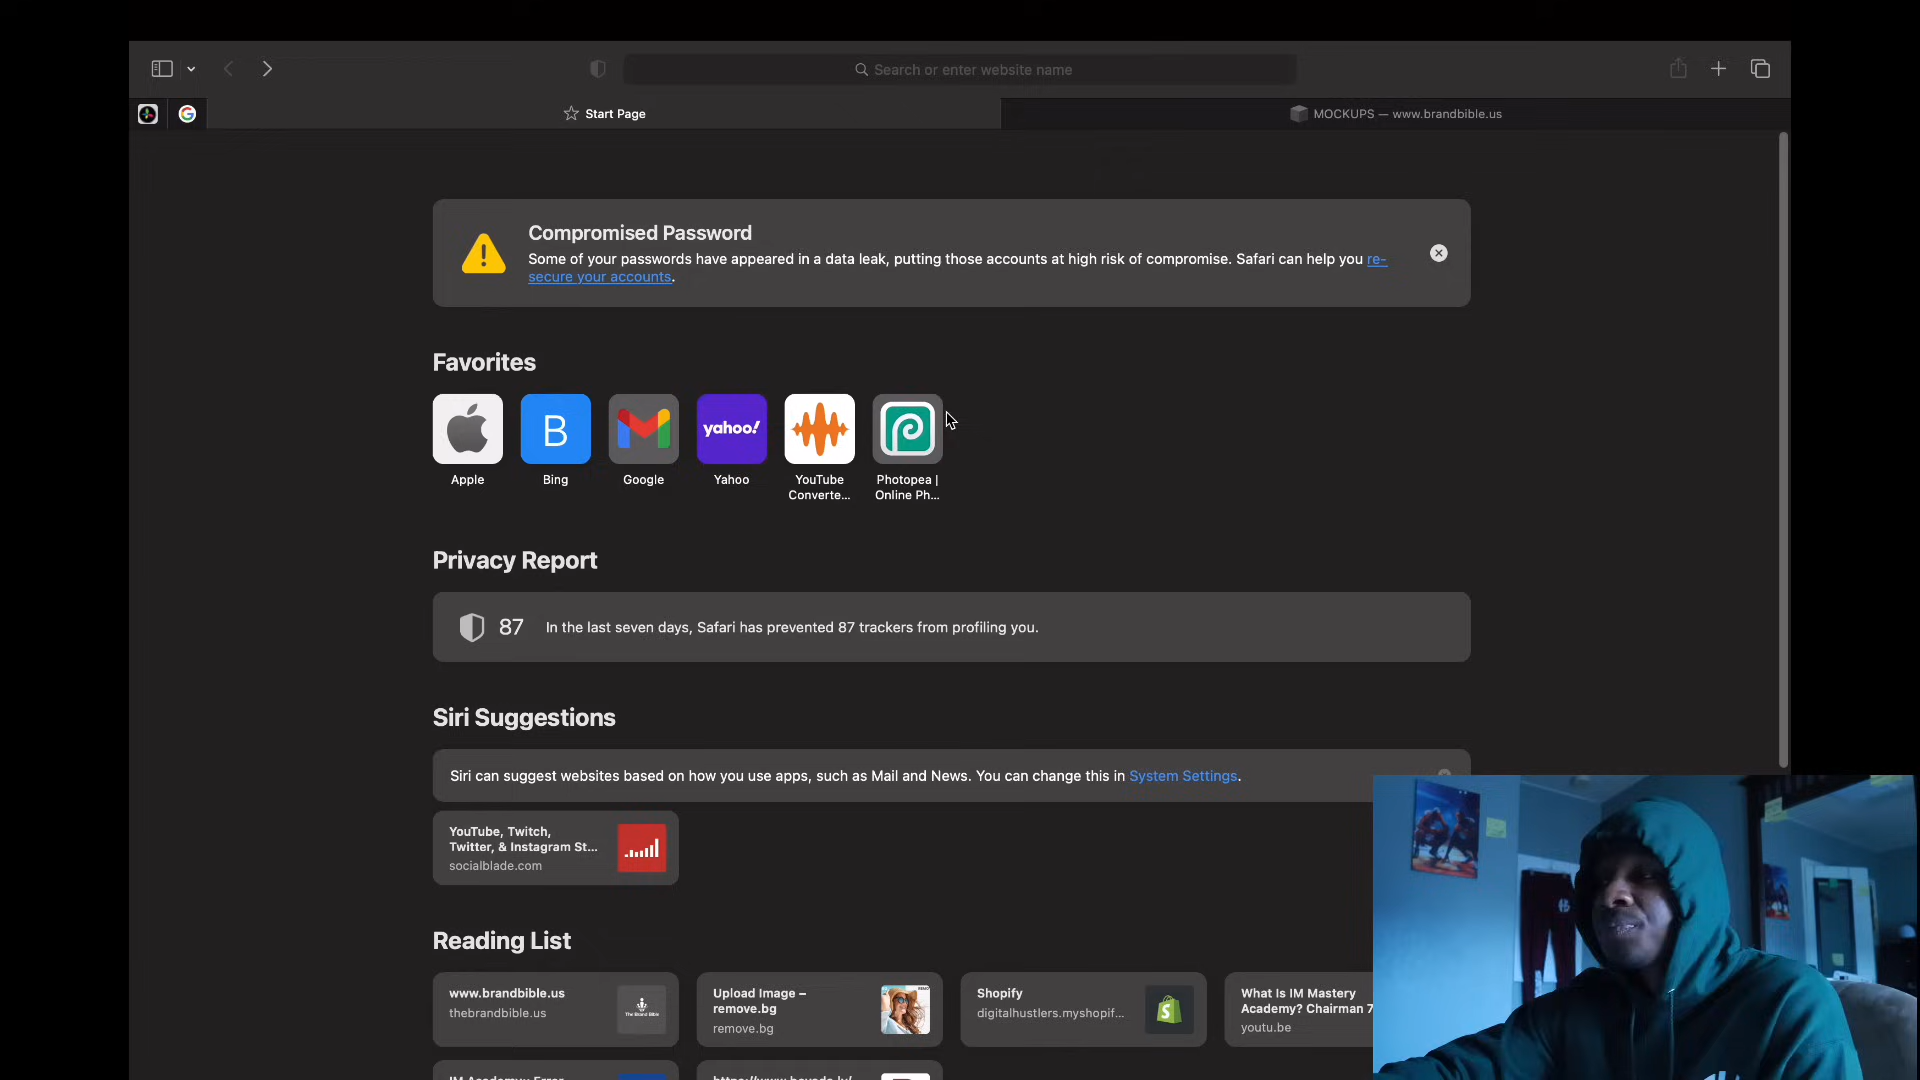 Search or enter website name
Start Page
MOCKUPS — www.brandbible.us
Compromised Password
Some of your passwords have appeared in a data leak, putting those accounts at high risk of compromise. Safari can help you re-
secure your accounts.
Favorites
B
yahoo!
Apple
Bing
Google
Yahoo
YouTube
Converte...
Photopea |
Online Ph...
Privacy Report
87
In the last seven days, Safari has prevented 87 trackers from profiling you.
Siri Suggestions
Siri can suggest websites based on how you use apps, such as Mail and News. You can change this in System Settings.
YouTube, Twitch,
Twitter, & Instagram St...
socialblade.com
Reading List
www.brandbible.us
thebrandbible.us
The Brand Bible
Upload Image –
remove.bg
remove.bg
Shopify
digitalhustlers.myshopif...
What Is IM Mastery
Academy? Chairman 7
youtu.be